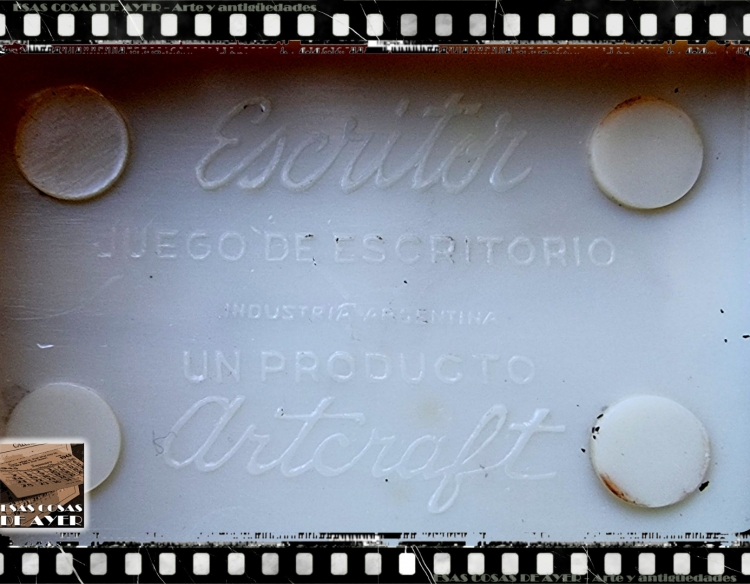 ESAS COSAS DE AYER - Arte y antigüedades
Escritor
JUEGO DE ESCRITORIO
INDUSTRIA ARGENTINA
UN PRODUCTO
Artcraft
ESAS COSAS
DE AYER
ESAS COSAS DE AYER - Arte y antigüedades